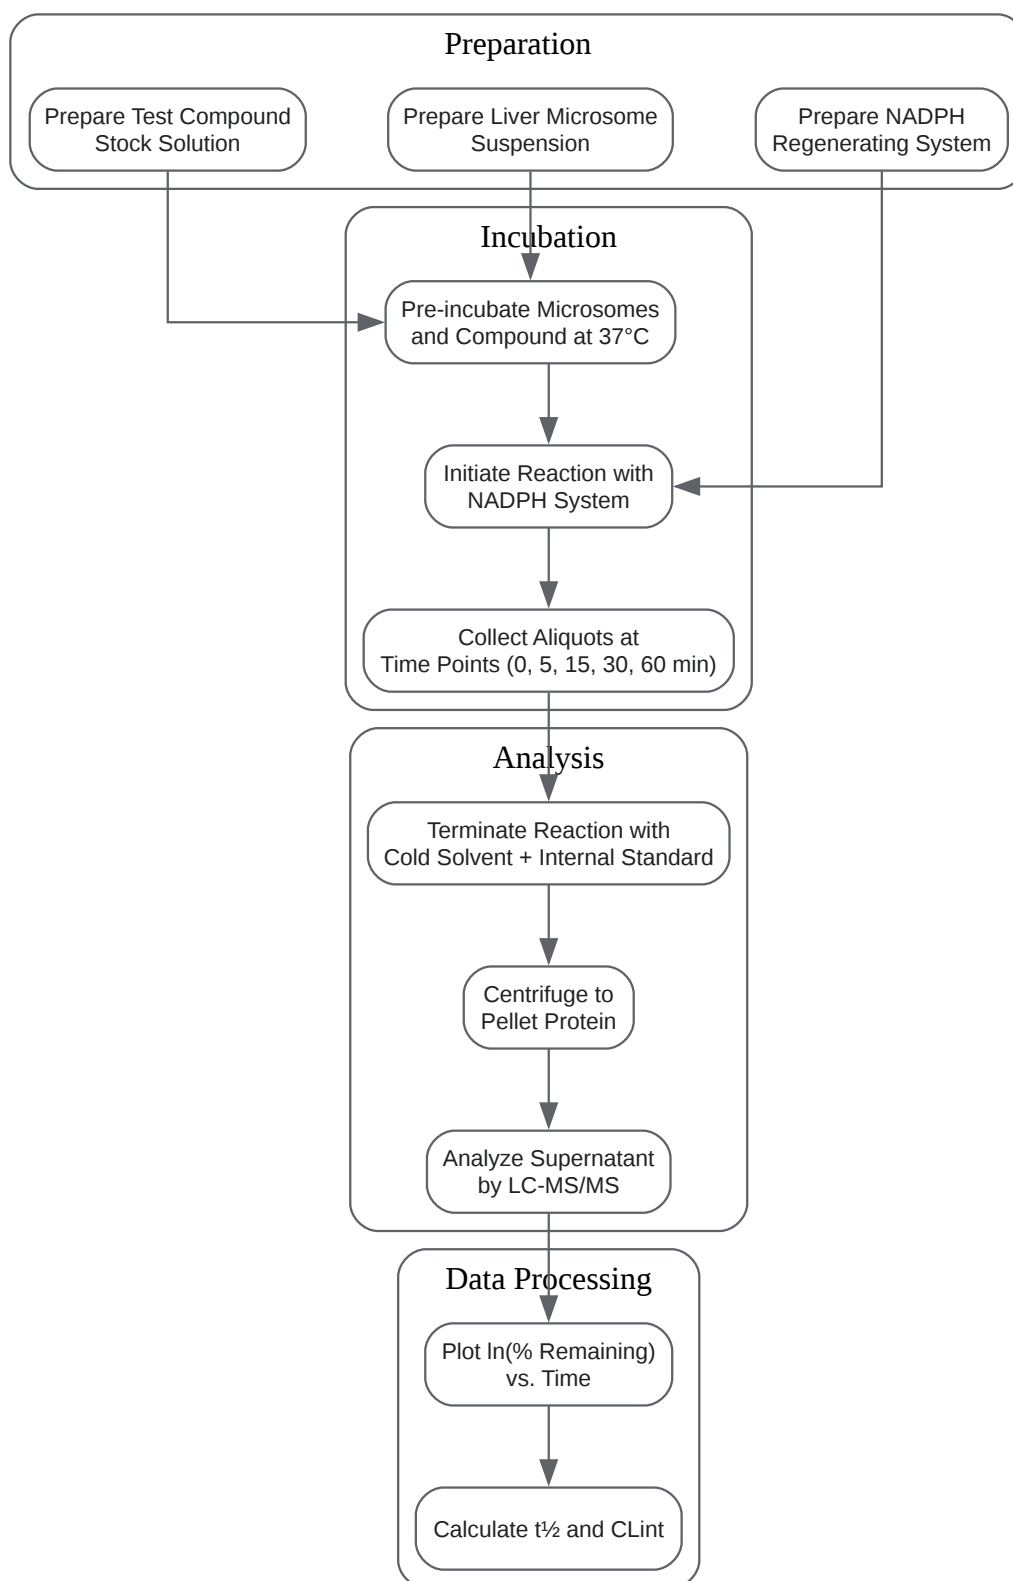 Preparation
Prepare Test Compound
Stock Solution
Prepare Liver Microsome
Suspension
Prepare NADPH
Regenerating System
Incubation
Pre-incubate Microsomes
and Compound at 37°C
Initiate Reaction with
NADPH System
Collect Aliquots at
Time Points (0, 5, 15, 30, 60 min)
Analysis
Terminate Reaction with
Cold Solvent + Internal Standard
Centrifuge to
Pellet Protein
Analyze Supernatant
by LC-MS/MS
Data Processing
Plot ln(% Remaining)
vs. Time
Calculate t½ and CLint